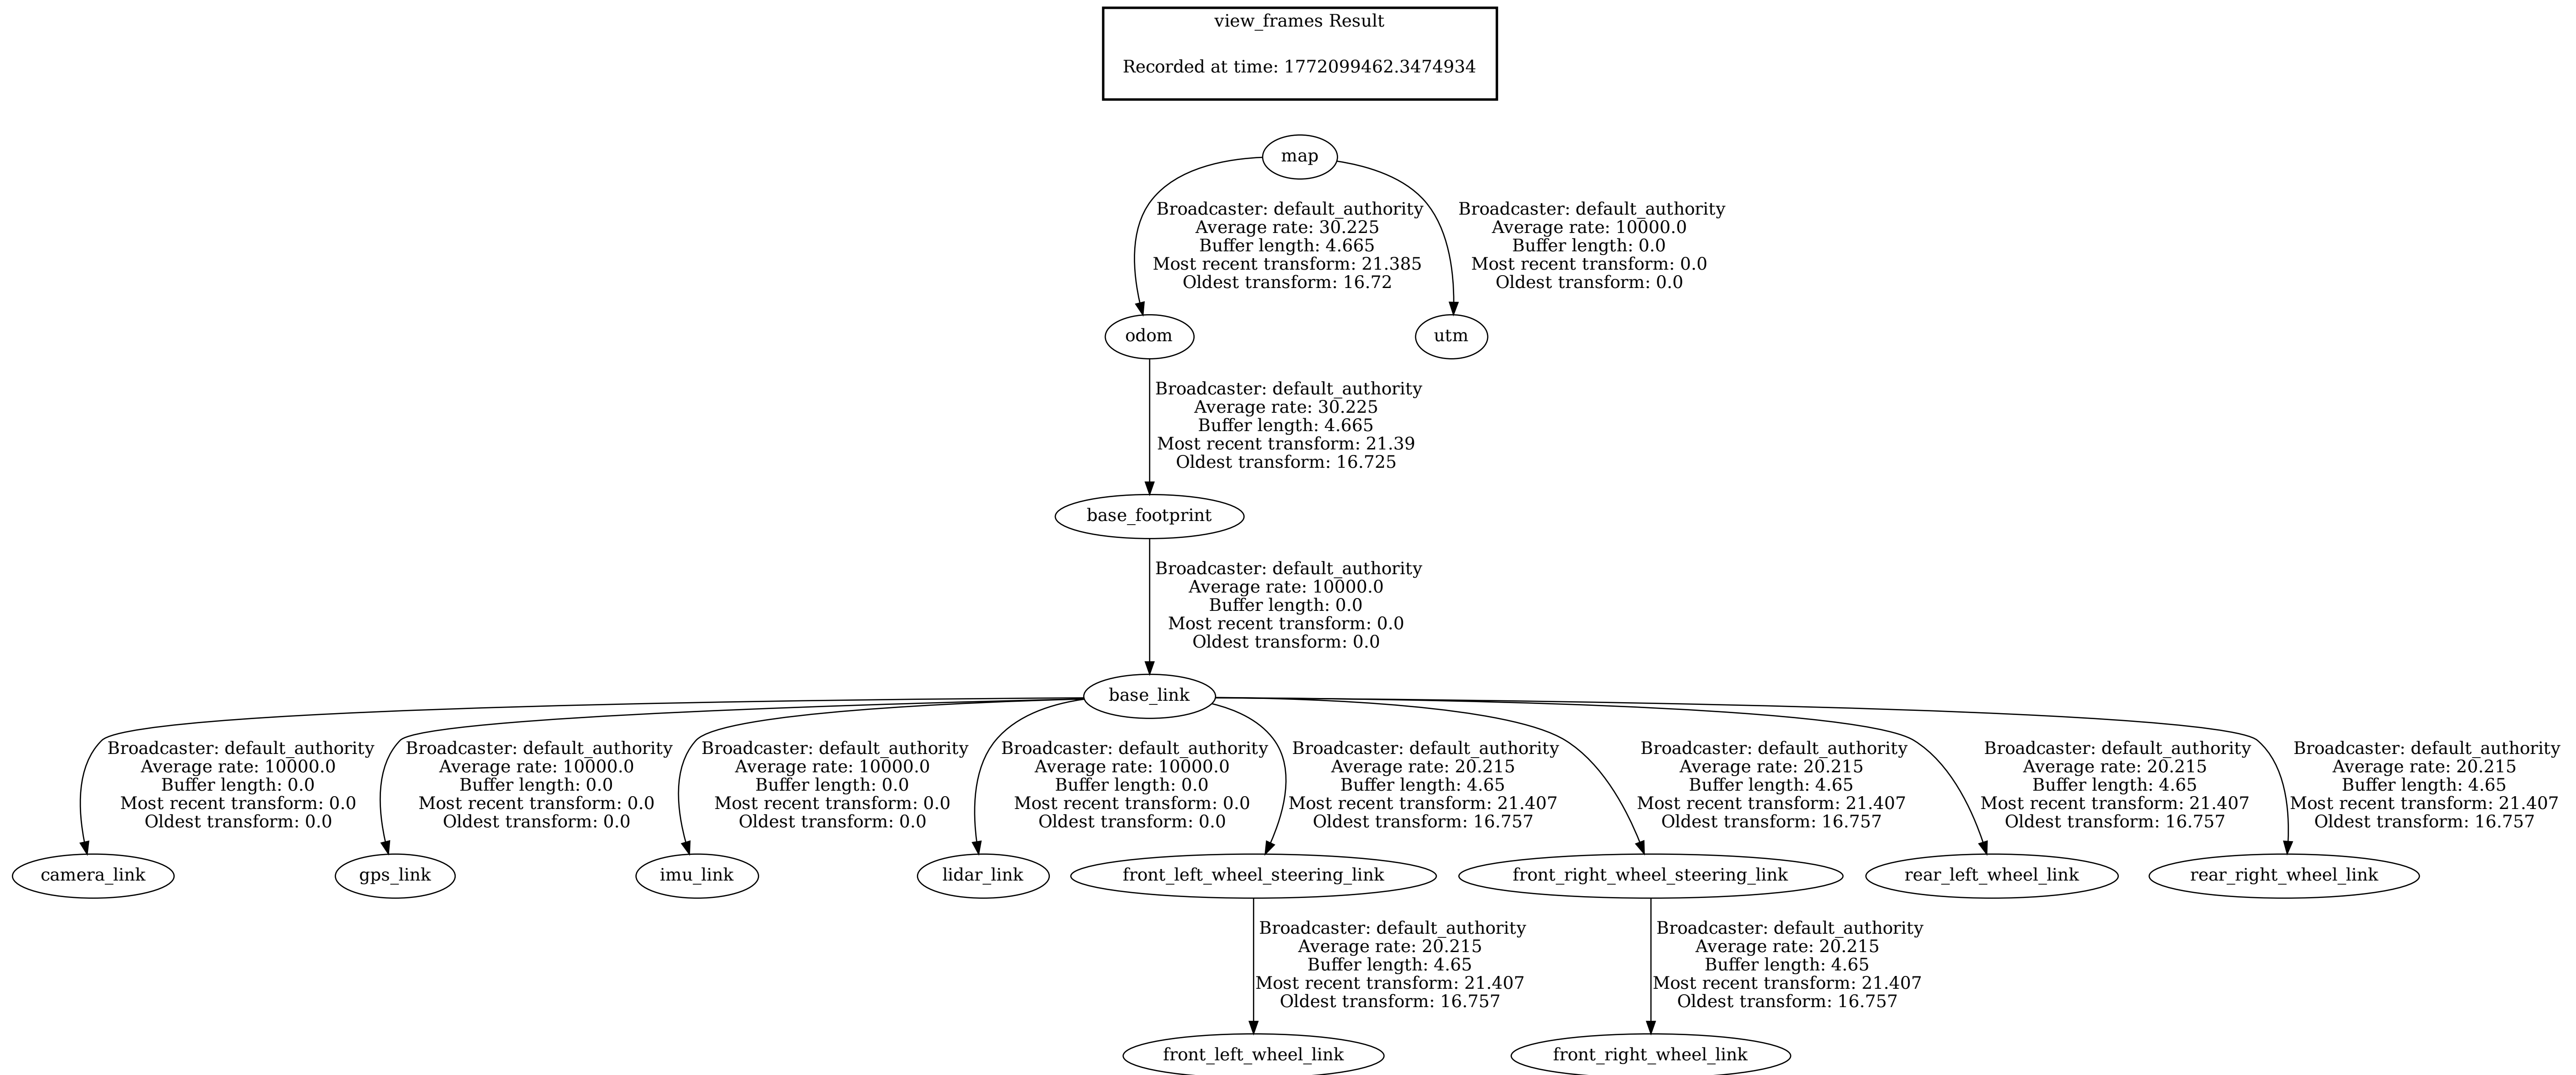 view_frames Result
Recorded at time: 1772099462.3474934
map
Broadcaster: default_authority
Average rate: 30.225
Buffer length: 4.665
Most recent transform: 21.385
Oldest transform: 16.72
Broadcaster: default_authority
Average rate: 10000.0
Buffer length: 0.0
Most recent transform: 0.0
Oldest transform: 0.0
odom
utm
Broadcaster: default_authority
Average rate: 30.225
Buffer length: 4.665
Most recent transform: 21.39
Oldest transform: 16.725
base_footprint
Broadcaster: default_authority
Average rate: 10000.0
Buffer length: 0.0
Most recent transform: 0.0
Oldest transform: 0.0
base_link
Broadcaster: default_authority
Average rate: 10000.0
Buffer length: 0.0
Most recent transform: 0.0
Oldest transform: 0.0
Broadcaster: default_authority
Average rate: 10000.0
Buffer length: 0.0
Most recent transform: 0.0
Oldest transform: 0.0
Broadcaster: default_authority
Average rate: 10000.0
Buffer length: 0.0
Most recent transform: 0.0
Oldest transform: 0.0
Broadcaster: default_authority
Average rate: 10000.0
Buffer length: 0.0
Most recent transform: 0.0
Oldest transform: 0.0
Broadcaster: default_authority
Average rate: 20.215
Buffer length: 4.65
Most recent transform: 21.407
Oldest transform: 16.757
Broadcaster: default_authority
Average rate: 20.215
Buffer length: 4.65
Most recent transform: 21.407
Oldest transform: 16.757
Broadcaster: default_authority
Average rate: 20.215
Buffer length: 4.65
Most recent transform: 21.407
Oldest transform: 16.757
Broadcaster: default_authority
Average rate: 20.215
Buffer length: 4.65
Most recent transform: 21.407
Oldest transform: 16.757
camera_link
gps_link
imu_link
lidar_link
front_left_wheel_steering_link
front_right_wheel_steering_link
rear_left_wheel_link
rear_right_wheel_link
Broadcaster: default_authority
Average rate: 20.215
Buffer length: 4.65
Most recent transform: 21.407
Oldest transform: 16.757
Broadcaster: default_authority
Average rate: 20.215
Buffer length: 4.65
Most recent transform: 21.407
Oldest transform: 16.757
front_left_wheel_link
front_right_wheel_link